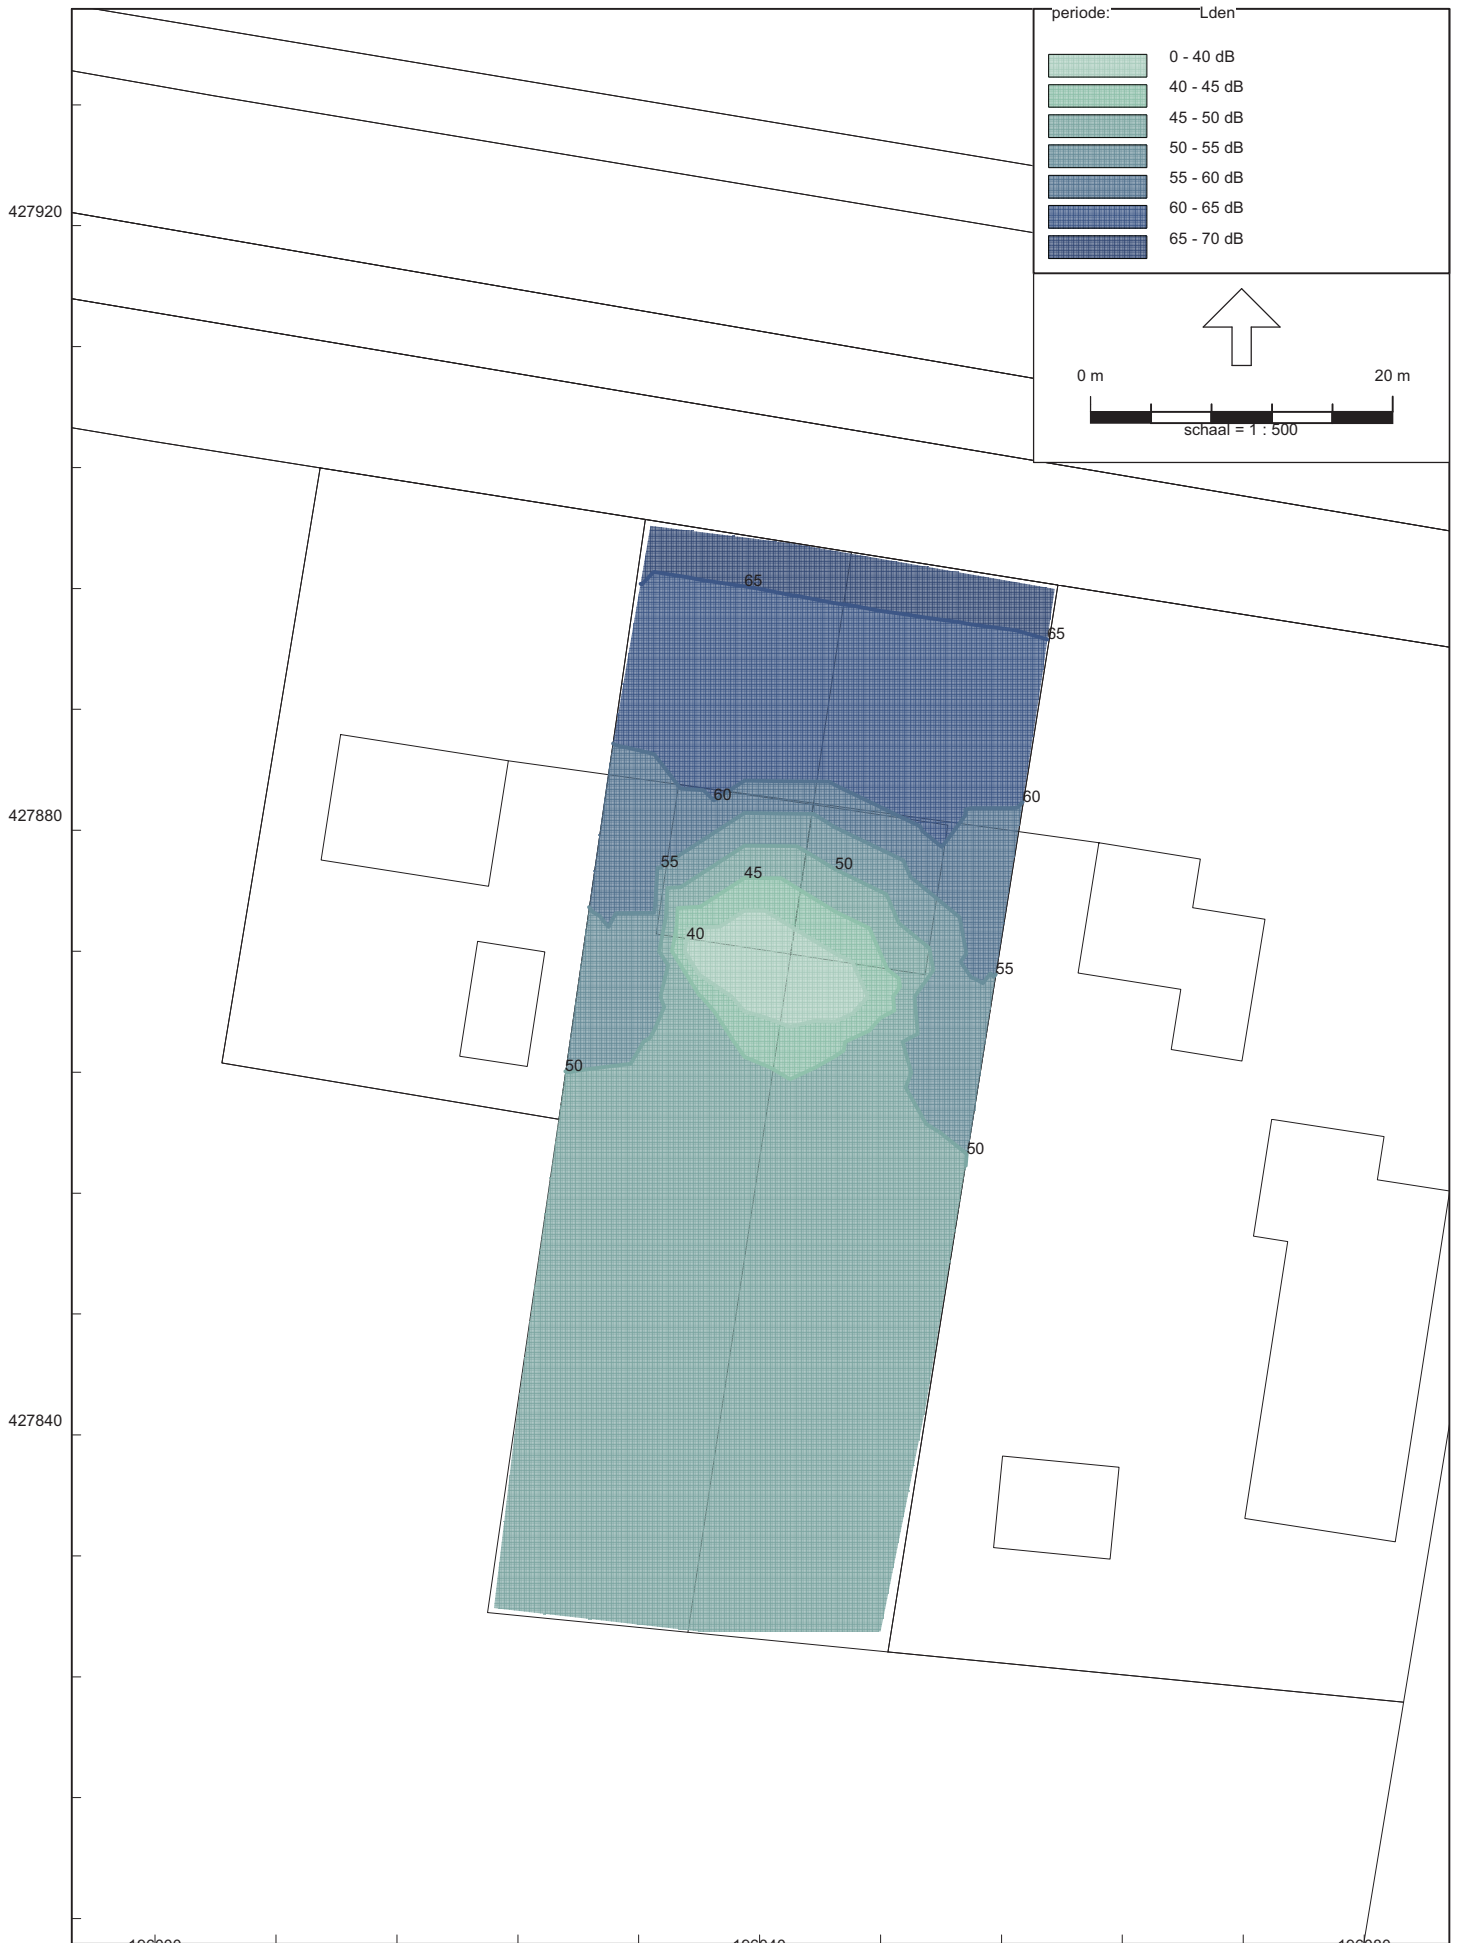 periode: Lden
0 - 40 dB
40 - 45 dB
45 - 50 dB
50 - 55 dB
55 - 60 dB
60 - 65 dB
65 - 70 dB
427920
0 m 20 m
schaal = 1 : 500
65
65
60
60
427880
55
50
45
40
55
50
50
427840